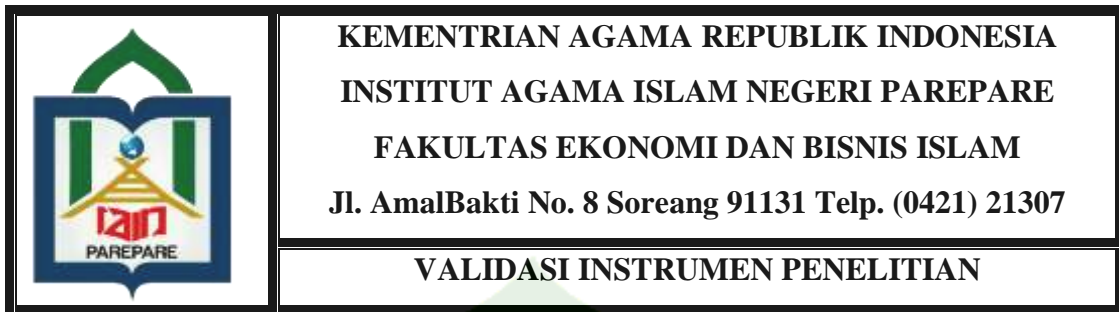 KEMENTRIAN AGAMA REPUBLIK INDONESIA
INSTITUT AGAMA ISLAM NEGERI PAREPARE
FAKULTAS EKONOMI DAN BISNIS ISLAM
Jl. AmalBakti No. 8 Soreang 91131 Telp. (0421) 21307
VALIDASI INSTRUMEN PENELITIAN
iain
PAREPARE